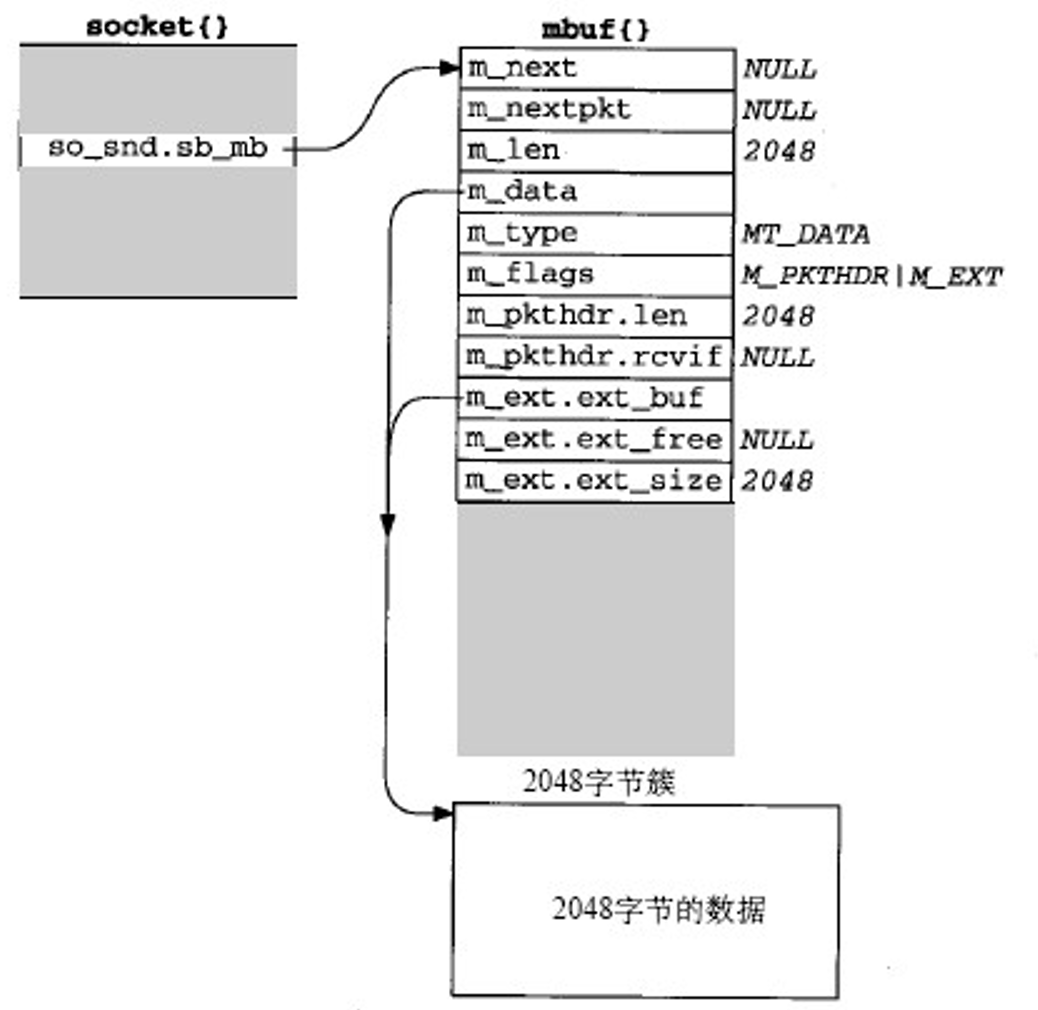 socket{}
mbuf{}
so_snd.sb_mb
m_next NULL
m_nextpkt NULL
m_len 2048
m_data
m_type MT_DATA
m_flags M_PKTHDR|M_EXT
m_pkthdr.len 2048
m_pkthdr.rcvif NULL
m_ext.ext_buf
m_ext.ext_free NULL
m_ext.ext_size 2048
2048字节簇
2048字节的数据